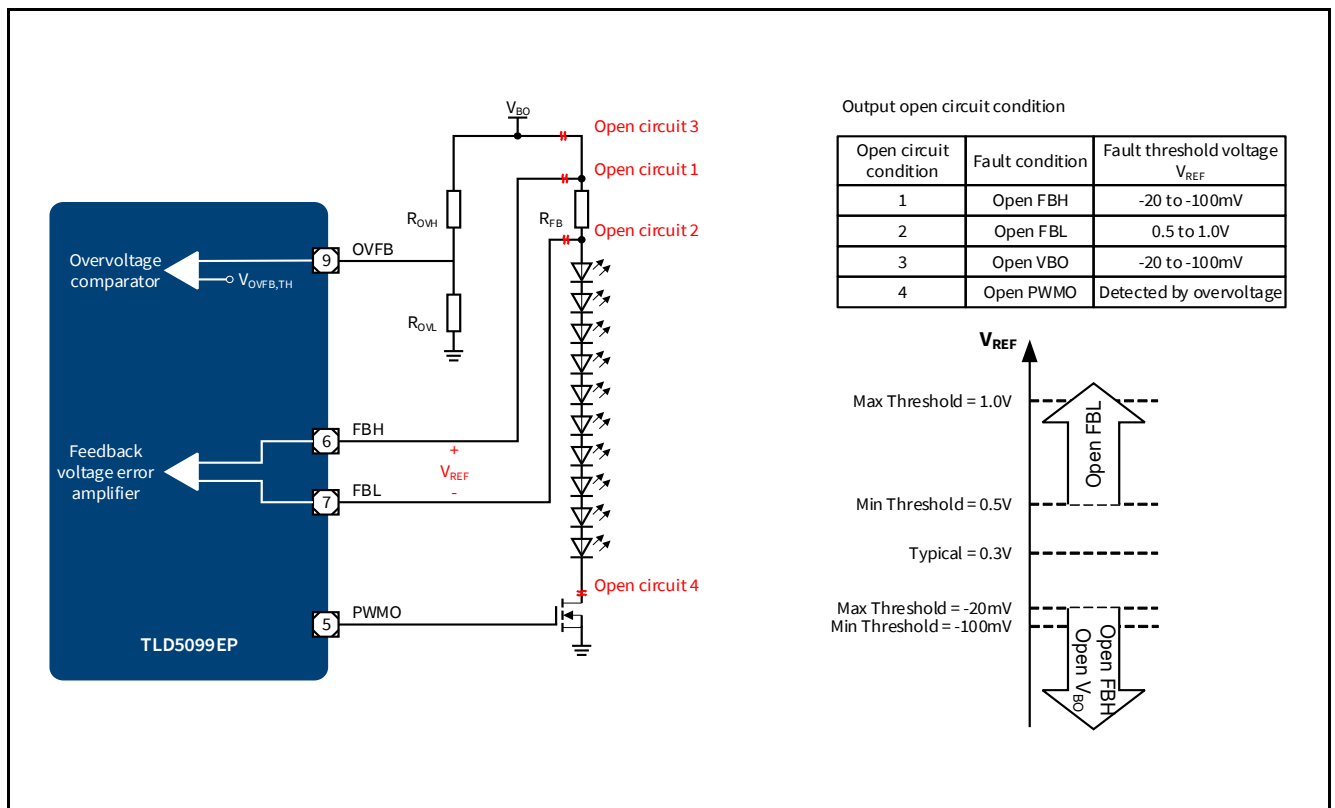 V_BO
Open circuit 3
Open circuit 1
R_OVH
R_FB
Open circuit 2
9
OVFB
Overvoltage
comparator
V_OVFB,TH
R_OVL
6
FBH
+
V_REF
-
Feedback
voltage error
amplifier
7
FBL
Open circuit 4
5
PWMO
TLD5099EP
Output open circuit condition
Open circuit
condition
Fault condition
Fault threshold voltage
V_REF
1
Open FBH
-20 to -100mV
2
Open FBL
0.5 to 1.0V
3
Open VBO
-20 to -100mV
4
Open PWMO
Detected by overvoltage
V_REF
Max Threshold = 1.0V
Open FBL
Min Threshold = 0.5V
Typical = 0.3V
Max Threshold = -20mV
Min Threshold = -100mV
Open FBH
Open V_BO